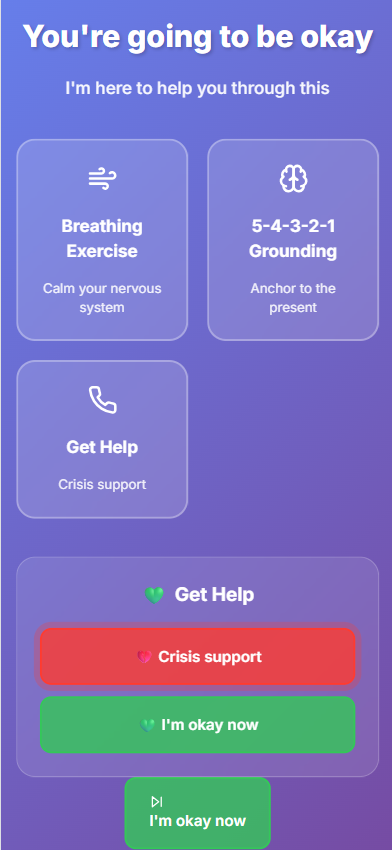 You're going to be okay
I'm here to help you through this
Breathing
Exercise
Calm your nervous
system
5-4-3-2-1
Grounding
Anchor to the
present
Get Help
Crisis support
💚 Get Help
💗 Crisis support
💚 I'm okay now
I'm okay now